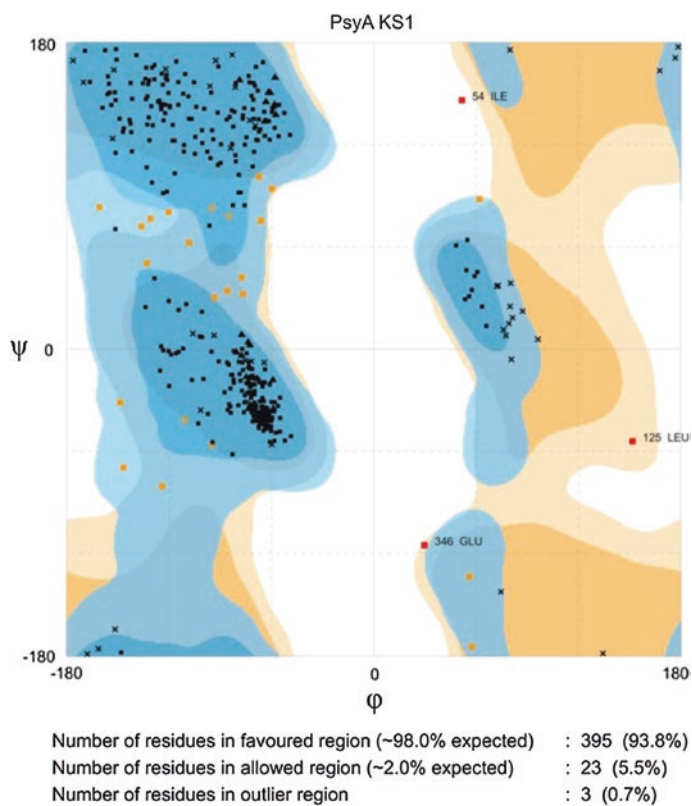 PsyA KS1
180
54 ILE
ψ
0
125 LEU
346 GLU
-180
-180
0
180
φ
Number of residues in favoured region (~98.0% expected) : 395 (93.8%)
Number of residues in allowed region (~2.0% expected) : 23 (5.5%)
Number of residues in outlier region : 3 (0.7%)